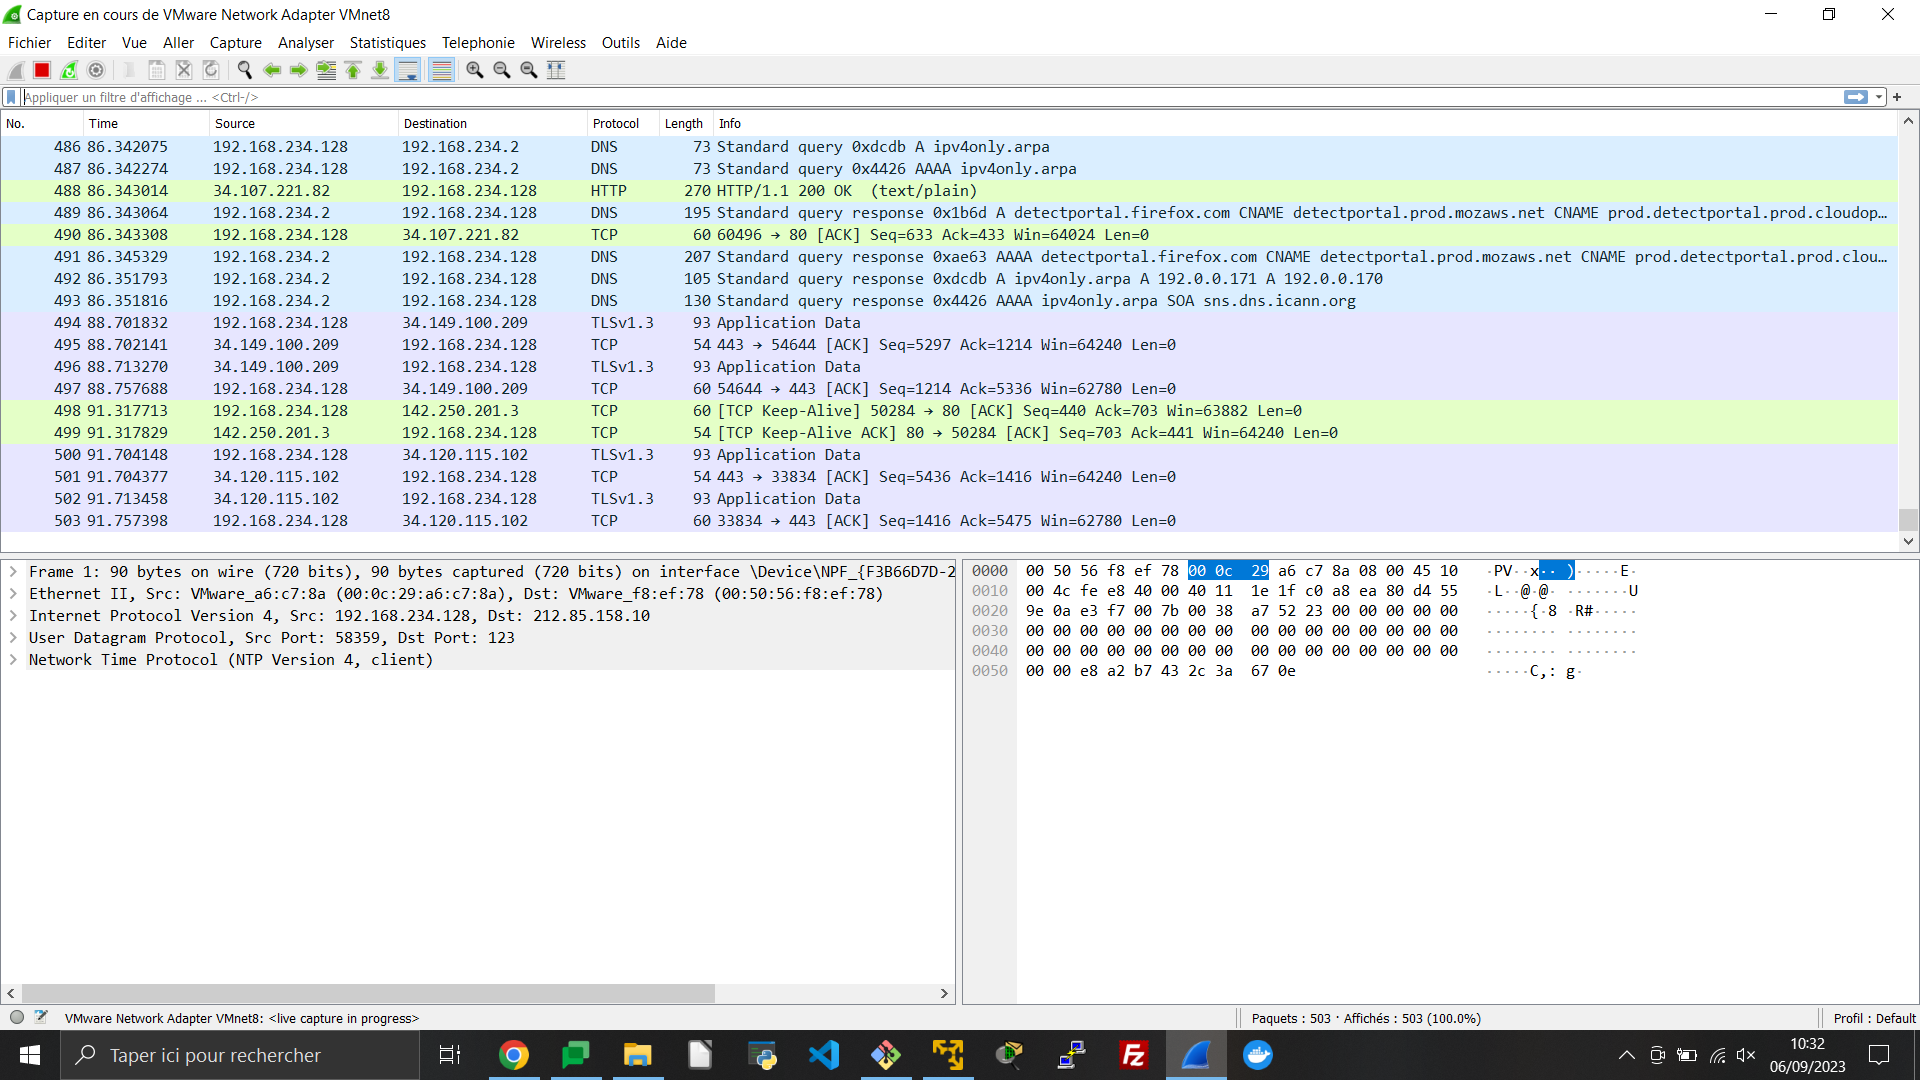 Capture en cours de VMware Network Adapter VMnet8
Fichier Editer Vue Aller Capture Analyser Statistiques Telephonie Wireless Outils Aide
Appliquer un filtre d'affichage ... <Ctrl-/>
No. Time Source Destination Protocol Length Info
486 86.342075 192.168.234.128 192.168.234.2 DNS 73 Standard query 0xdcdb A ipv4only.arpa
487 86.342274 192.168.234.128 192.168.234.2 DNS 73 Standard query 0x4426 AAAA ipv4only.arpa
488 86.343014 34.107.221.82 192.168.234.128 HTTP 270 HTTP/1.1 200 OK (text/plain)
489 86.343064 192.168.234.2 192.168.234.128 DNS 195 Standard query response 0x1b6d A detectportal.firefox.com CNAME detectportal.prod.mozaws.net CNAME prod.detectportal.prod.cloudop…
490 86.343308 192.168.234.128 34.107.221.82 TCP 60 60496 → 80 [ACK] Seq=633 Ack=433 Win=64024 Len=0
491 86.345329 192.168.234.2 192.168.234.128 DNS 207 Standard query response 0xae63 AAAA detectportal.firefox.com CNAME detectportal.prod.mozaws.net CNAME prod.detectportal.prod.clou…
492 86.351793 192.168.234.2 192.168.234.128 DNS 105 Standard query response 0xdcdb A ipv4only.arpa A 192.0.0.171 A 192.0.0.170
493 86.351816 192.168.234.2 192.168.234.128 DNS 130 Standard query response 0x4426 AAAA ipv4only.arpa SOA sns.dns.icann.org
494 88.701832 192.168.234.128 34.149.100.209 TLSv1.3 93 Application Data
495 88.702141 34.149.100.209 192.168.234.128 TCP 54 443 → 54644 [ACK] Seq=5297 Ack=1214 Win=64240 Len=0
496 88.713270 34.149.100.209 192.168.234.128 TLSv1.3 93 Application Data
497 88.757688 192.168.234.128 34.149.100.209 TCP 60 54644 → 443 [ACK] Seq=1214 Ack=5336 Win=62780 Len=0
498 91.317713 192.168.234.128 142.250.201.3 TCP 60 [TCP Keep-Alive] 50284 → 80 [ACK] Seq=440 Ack=703 Win=63882 Len=0
499 91.317829 142.250.201.3 192.168.234.128 TCP 54 [TCP Keep-Alive ACK] 80 → 50284 [ACK] Seq=703 Ack=441 Win=64240 Len=0
500 91.704148 192.168.234.128 34.120.115.102 TLSv1.3 93 Application Data
501 91.704377 34.120.115.102 192.168.234.128 TCP 54 443 → 33834 [ACK] Seq=5436 Ack=1416 Win=64240 Len=0
502 91.713458 34.120.115.102 192.168.234.128 TLSv1.3 93 Application Data
503 91.757398 192.168.234.128 34.120.115.102 TCP 60 33834 → 443 [ACK] Seq=1416 Ack=5475 Win=62780 Len=0
Frame 1: 90 bytes on wire (720 bits), 90 bytes captured (720 bits) on interface \Device\NPF_{F3B66D7D-2
Ethernet II, Src: VMware_a6:c7:8a (00:0c:29:a6:c7:8a), Dst: VMware_f8:ef:78 (00:50:56:f8:ef:78)
Internet Protocol Version 4, Src: 192.168.234.128, Dst: 212.85.158.10
User Datagram Protocol, Src Port: 58359, Dst Port: 123
Network Time Protocol (NTP Version 4, client)
0000 00 50 56 f8 ef 78 00 0c 29 a6 c7 8a 08 00 45 10 ·PV··x·· )·····E·
0010 00 4c fe e8 40 00 40 11 1e 1f c0 a8 ea 80 d4 55 ·L··@·@· ·······U
0020 9e 0a e3 f7 00 7b 00 38 a7 52 23 00 00 00 00 00 ·····{·8 ·R#·····
0030 00 00 00 00 00 00 00 00 00 00 00 00 00 00 00 00 ········ ········
0040 00 00 00 00 00 00 00 00 00 00 00 00 00 00 00 00 ········ ········
0050 00 00 e8 a2 b7 43 2c 3a 67 0e ·····C,: g·
VMware Network Adapter VMnet8: <live capture in progress>
Paquets : 503 · Affichés : 503 (100.0%)
Profil : Default
Taper ici pour rechercher
10:32
06/09/2023